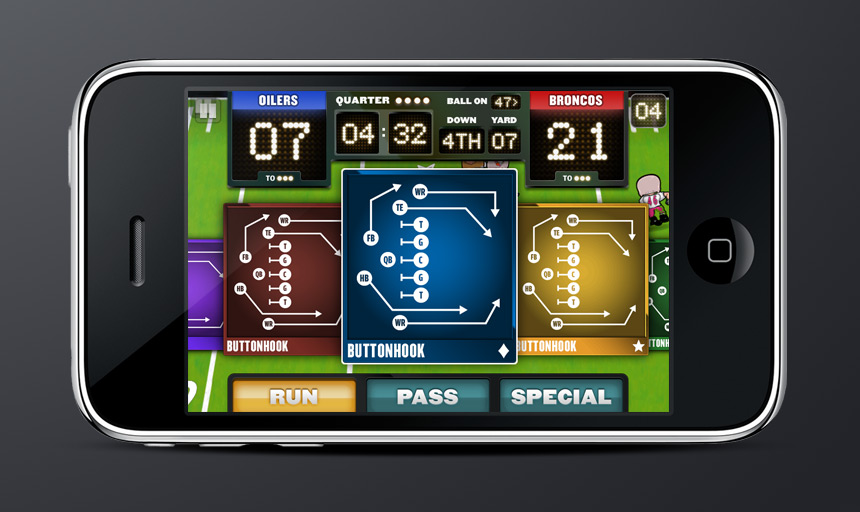 OILERS
07
TO
QUARTER
04 : 32
BALL ON 47>
DOWN YARD
4TH 07
BRONCOS
21
TO
04
WR
TE
T
G
FB
QB C
G
HB
T
WR
BUTTONHOOK
WR
TE
T
G
FB
QB C
G
HB
T
WR
BUTTONHOOK
WR
TE
T
G
FB
QB C
G
HB
T
WR
BUTTONHOOK
RUN
PASS
SPECIAL